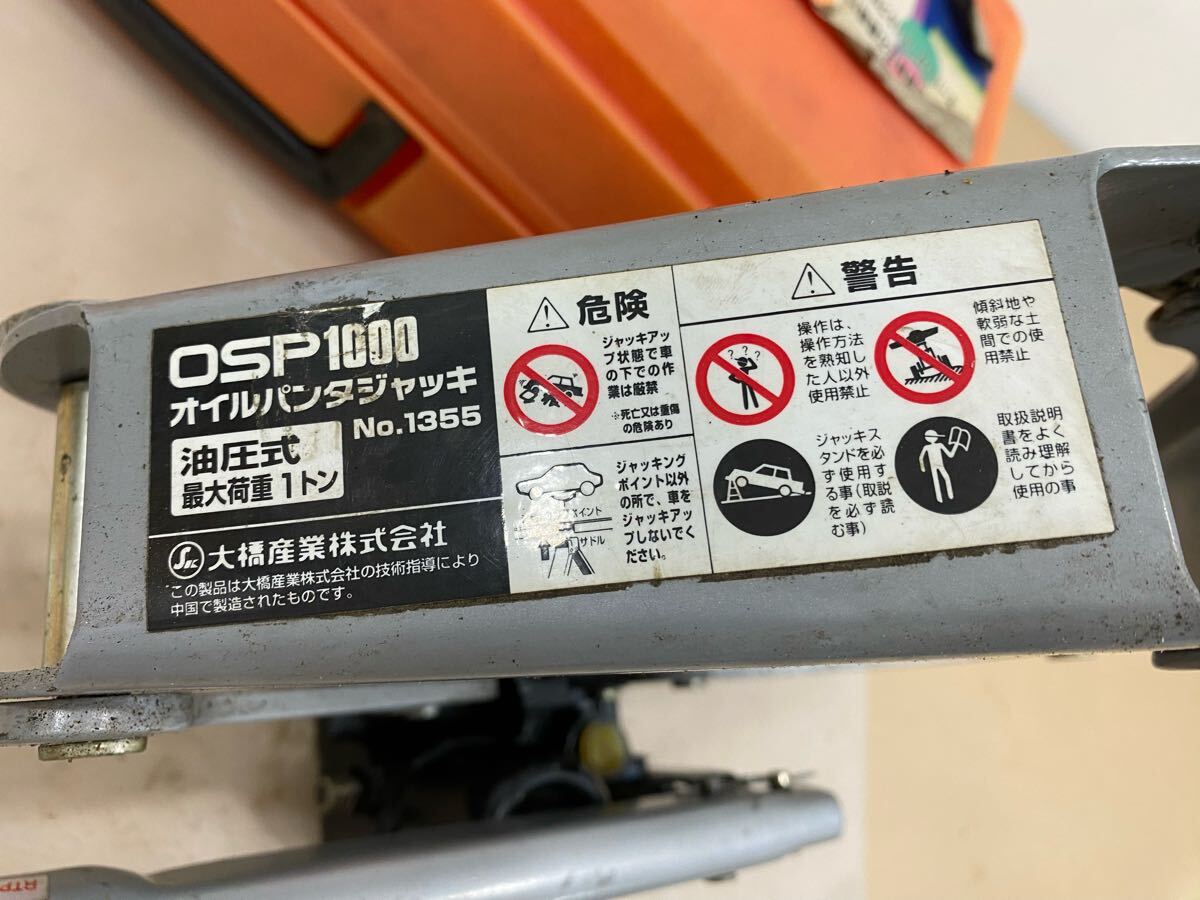 OSP1000
オイルパンタジャッキ
No.1355
油圧式
最大荷重1トン
大橋産業株式会社
この製品は大橋産業株式会社の技術指導により
中国で製造されたものです。
危険
ジャッキアッ
プ状態で車
の下での作
業は厳禁
※死亡又は重傷
の危険あり
ジャッキング
ポイント以外
の所で、車を
ジャッキアッ
プしないでく
ださい。
ポイント
サドル
警告
???
操作は、
操作方法
を熟知し
た人以外
使用禁止
傾斜地や
軟弱な土
間での使
用禁止
ジャッキス
タンドを必
ず使用す
る事(取説
を必ず読
む事)
取扱説明
書をよく
読み理解
してから
使用の事
RTP